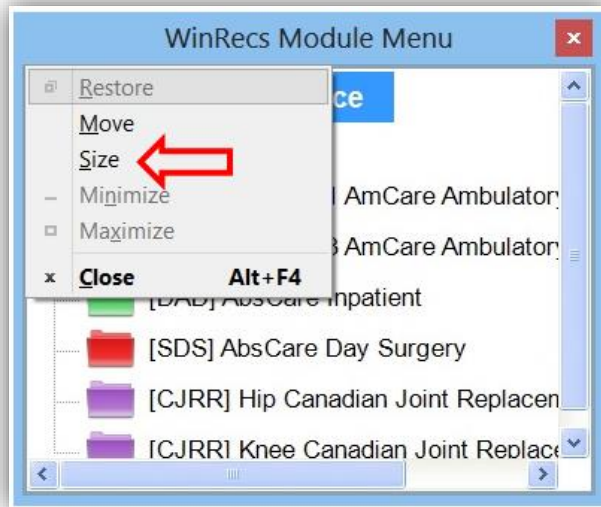 WinRecs Module Menu
Restore
ce
Move
Size
Minimize
AmCare Ambulatory
Maximize
AmCare Ambulatory
Close Alt+F4
[DAD] AbsCare Inpatient
[SDS] AbsCare Day Surgery
[CJRR] Hip Canadian Joint Replacem
[CJRR] Knee Canadian Joint Replace